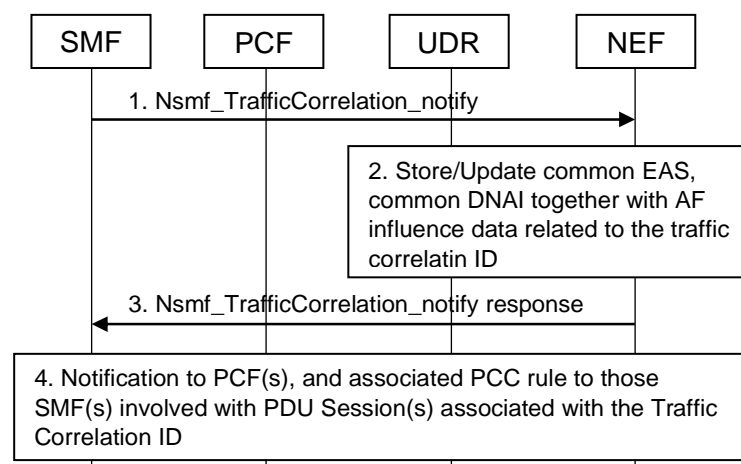 SMF PCF UDR NEF
1. Nsmf_TrafficCorrelation_notify
2. Store/Update common EAS,
common DNAI together with AF
influence data related to the traffic
correlatin ID
3. Nsmf_TrafficCorrelation_notify response
4. Notification to PCF(s), and associated PCC rule to those
SMF(s) involved with PDU Session(s) associated with the Traffic
Correlation ID